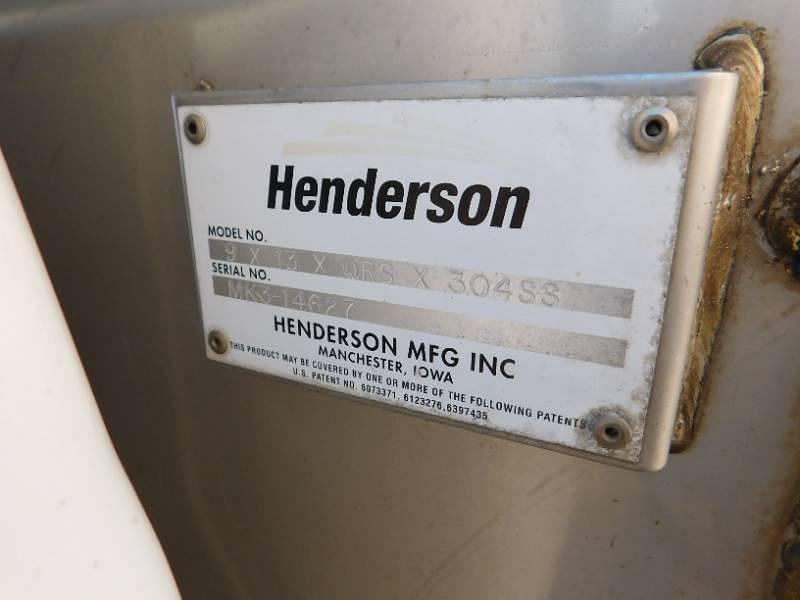 Henderson
MODEL NO.
9 X 13 X QRS X 304SS
SERIAL NO.
MK3-14627
HENDERSON MFG INC
MANCHESTER, IOWA
THIS PRODUCT MAY BE COVERED BY ONE OR MORE OF THE FOLLOWING PATENTS
U.S. PATENT NO. 6073371, 6123276,6397435